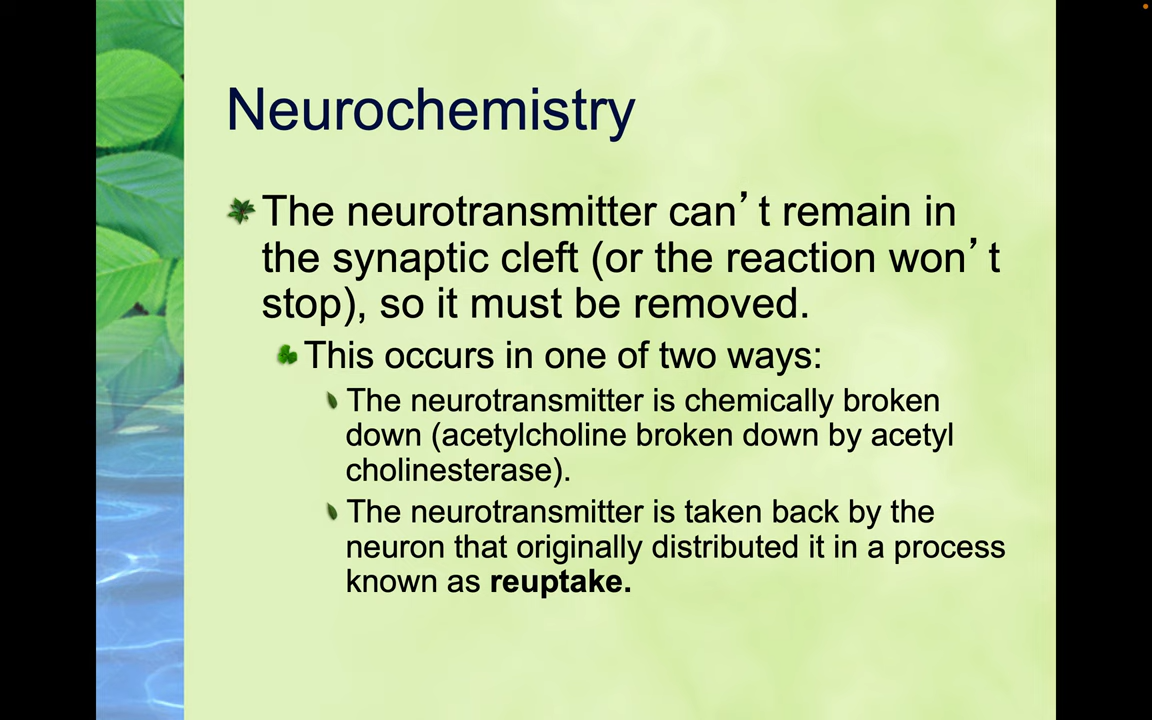 Neurochemistry
The neurotransmitter can’t remain in
the synaptic cleft (or the reaction won’t
stop), so it must be removed.
This occurs in one of two ways:
The neurotransmitter is chemically broken
down (acetylcholine broken down by acetyl
cholinesterase).
The neurotransmitter is taken back by the
neuron that originally distributed it in a process
known as reuptake.